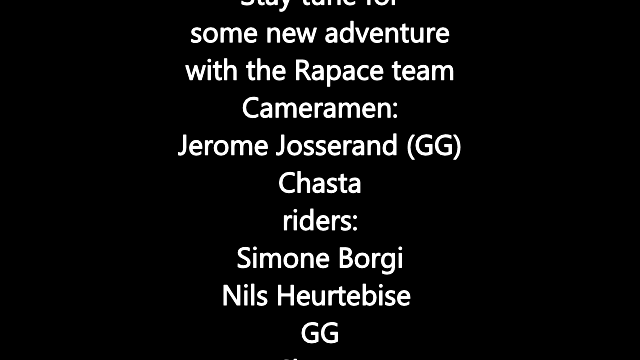 Stay tune for
some new adventure
with the Rapace team
Cameramen:
Jerome Josserand (GG)
Chasta
riders:
Simone Borgi
Nils Heurtebise
GG